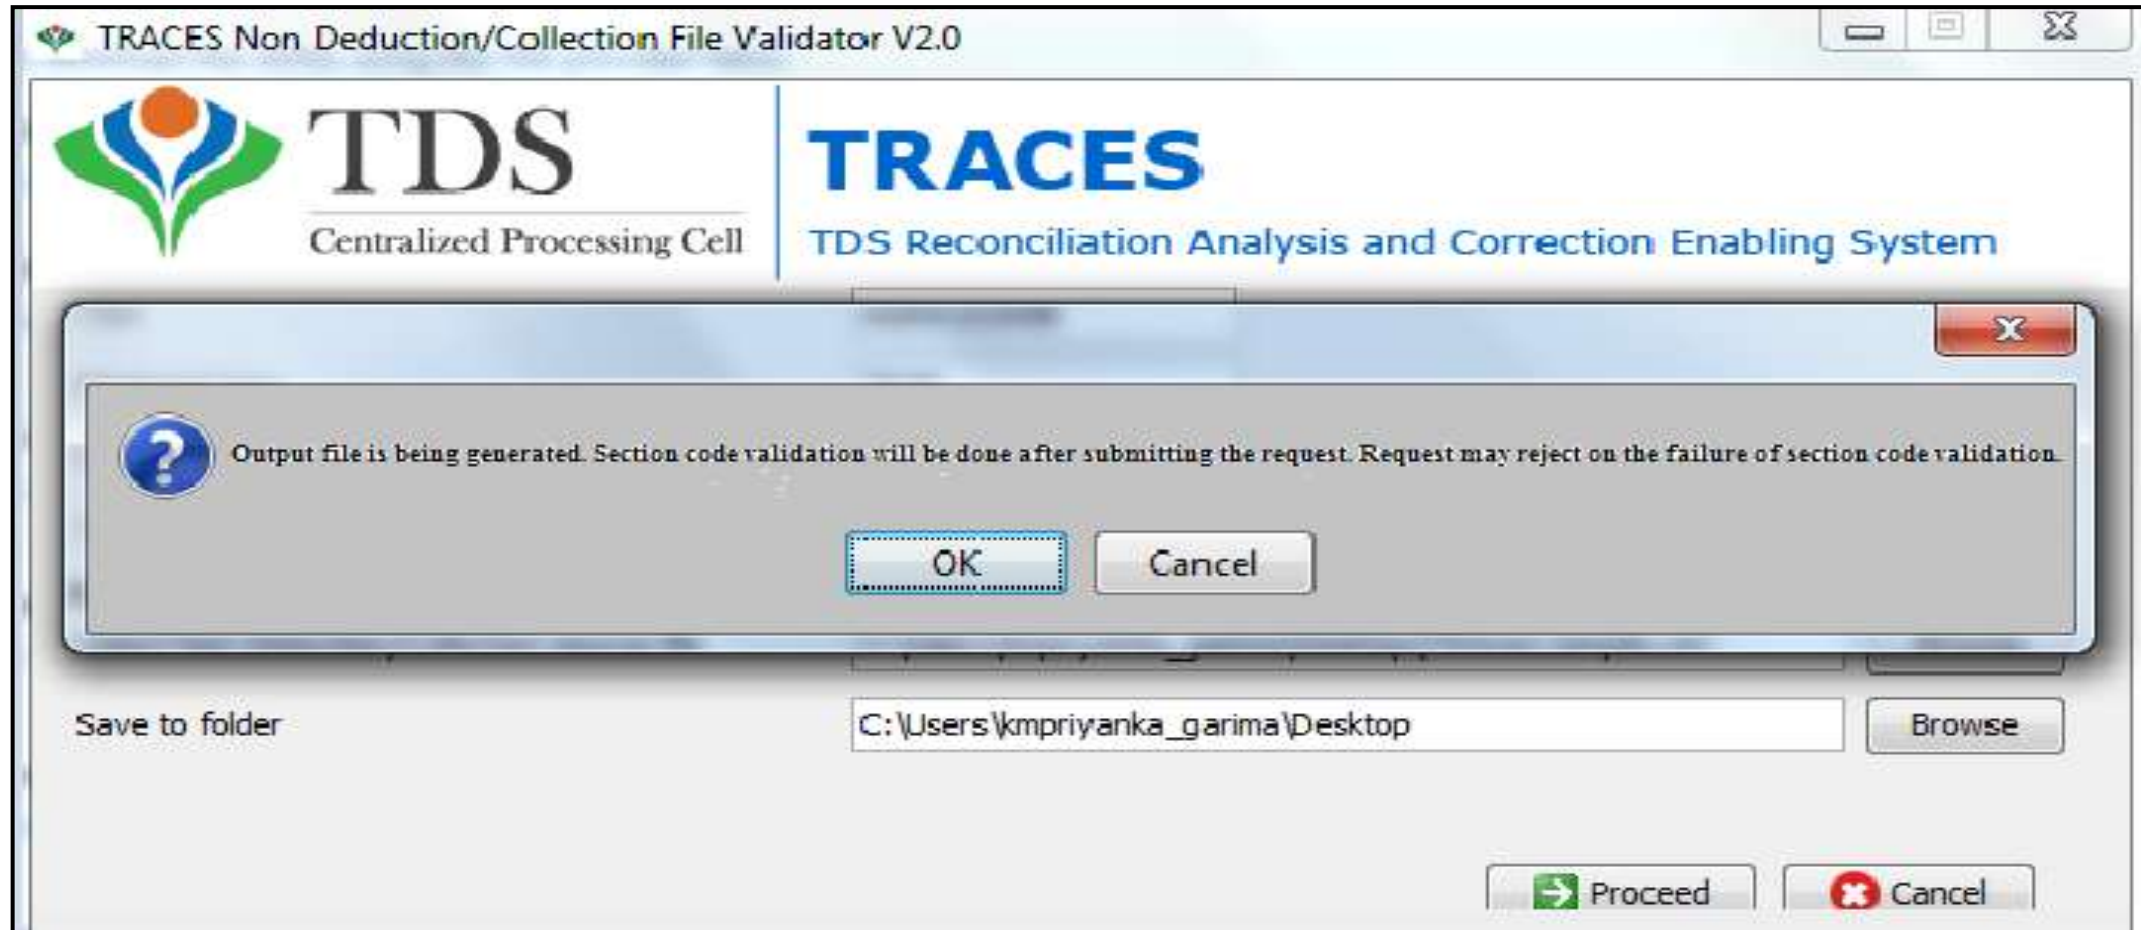 TRACES Non Deduction/Collection File Validator V2.0
TDS
Centralized Processing Cell
TRACES
TDS Reconciliation Analysis and Correction Enabling System
Output file is being generated. Section code validation will be done after submitting the request. Request may reject on the failure of section code validation.
OK Cancel
Save to folder C:\Users\kmpriyanka_garima\Desktop Browse
Proceed Cancel